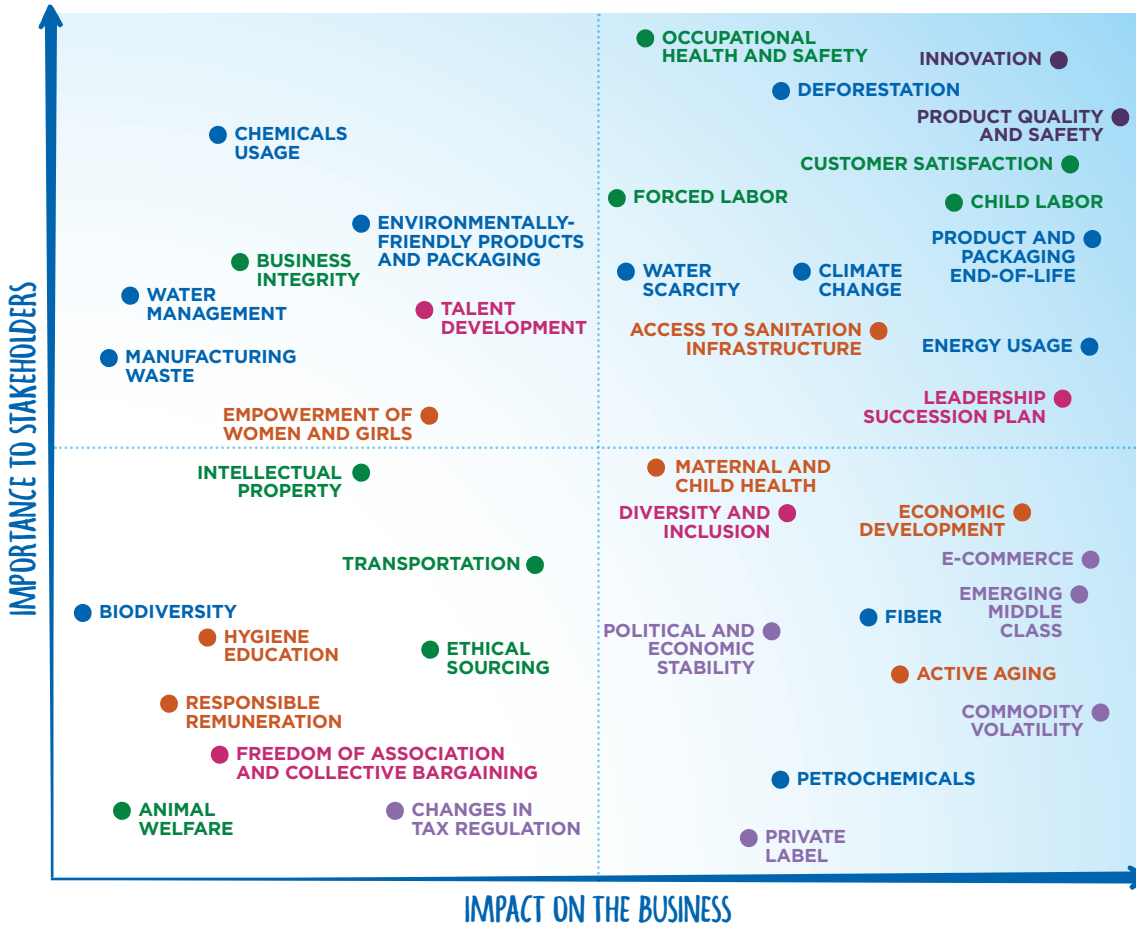 OCCUPATIONAL
HEALTH AND SAFETY
INNOVATION
DEFORESTATION
PRODUCT QUALITY
AND SAFETY
CHEMICALS
USAGE
CUSTOMER SATISFACTION
FORCED LABOR
CHILD LABOR
ENVIRONMENTALLY-
FRIENDLY PRODUCTS
AND PACKAGING
PRODUCT AND
PACKAGING
END-OF-LIFE
BUSINESS
INTEGRITY
WATER
SCARCITY
CLIMATE
CHANGE
WATER
MANAGEMENT
TALENT
DEVELOPMENT
ACCESS TO SANITATION
INFRASTRUCTURE
ENERGY USAGE
MANUFACTURING
WASTE
LEADERSHIP
SUCCESSION PLAN
EMPOWERMENT OF
WOMEN AND GIRLS
IMPORTANCE TO STAKEHOLDERS
INTELLECTUAL
PROPERTY
MATERNAL AND
CHILD HEALTH
DIVERSITY AND
INCLUSION
ECONOMIC
DEVELOPMENT
TRANSPORTATION
E-COMMERCE
EMERGING
MIDDLE
CLASS
BIODIVERSITY
FIBER
HYGIENE
EDUCATION
POLITICAL AND
ECONOMIC
STABILITY
ETHICAL
SOURCING
ACTIVE AGING
RESPONSIBLE
REMUNERATION
COMMODITY
VOLATILITY
FREEDOM OF ASSOCIATION
AND COLLECTIVE BARGAINING
PETROCHEMICALS
ANIMAL
WELFARE
CHANGES IN
TAX REGULATION
PRIVATE
LABEL
IMPACT ON THE BUSINESS